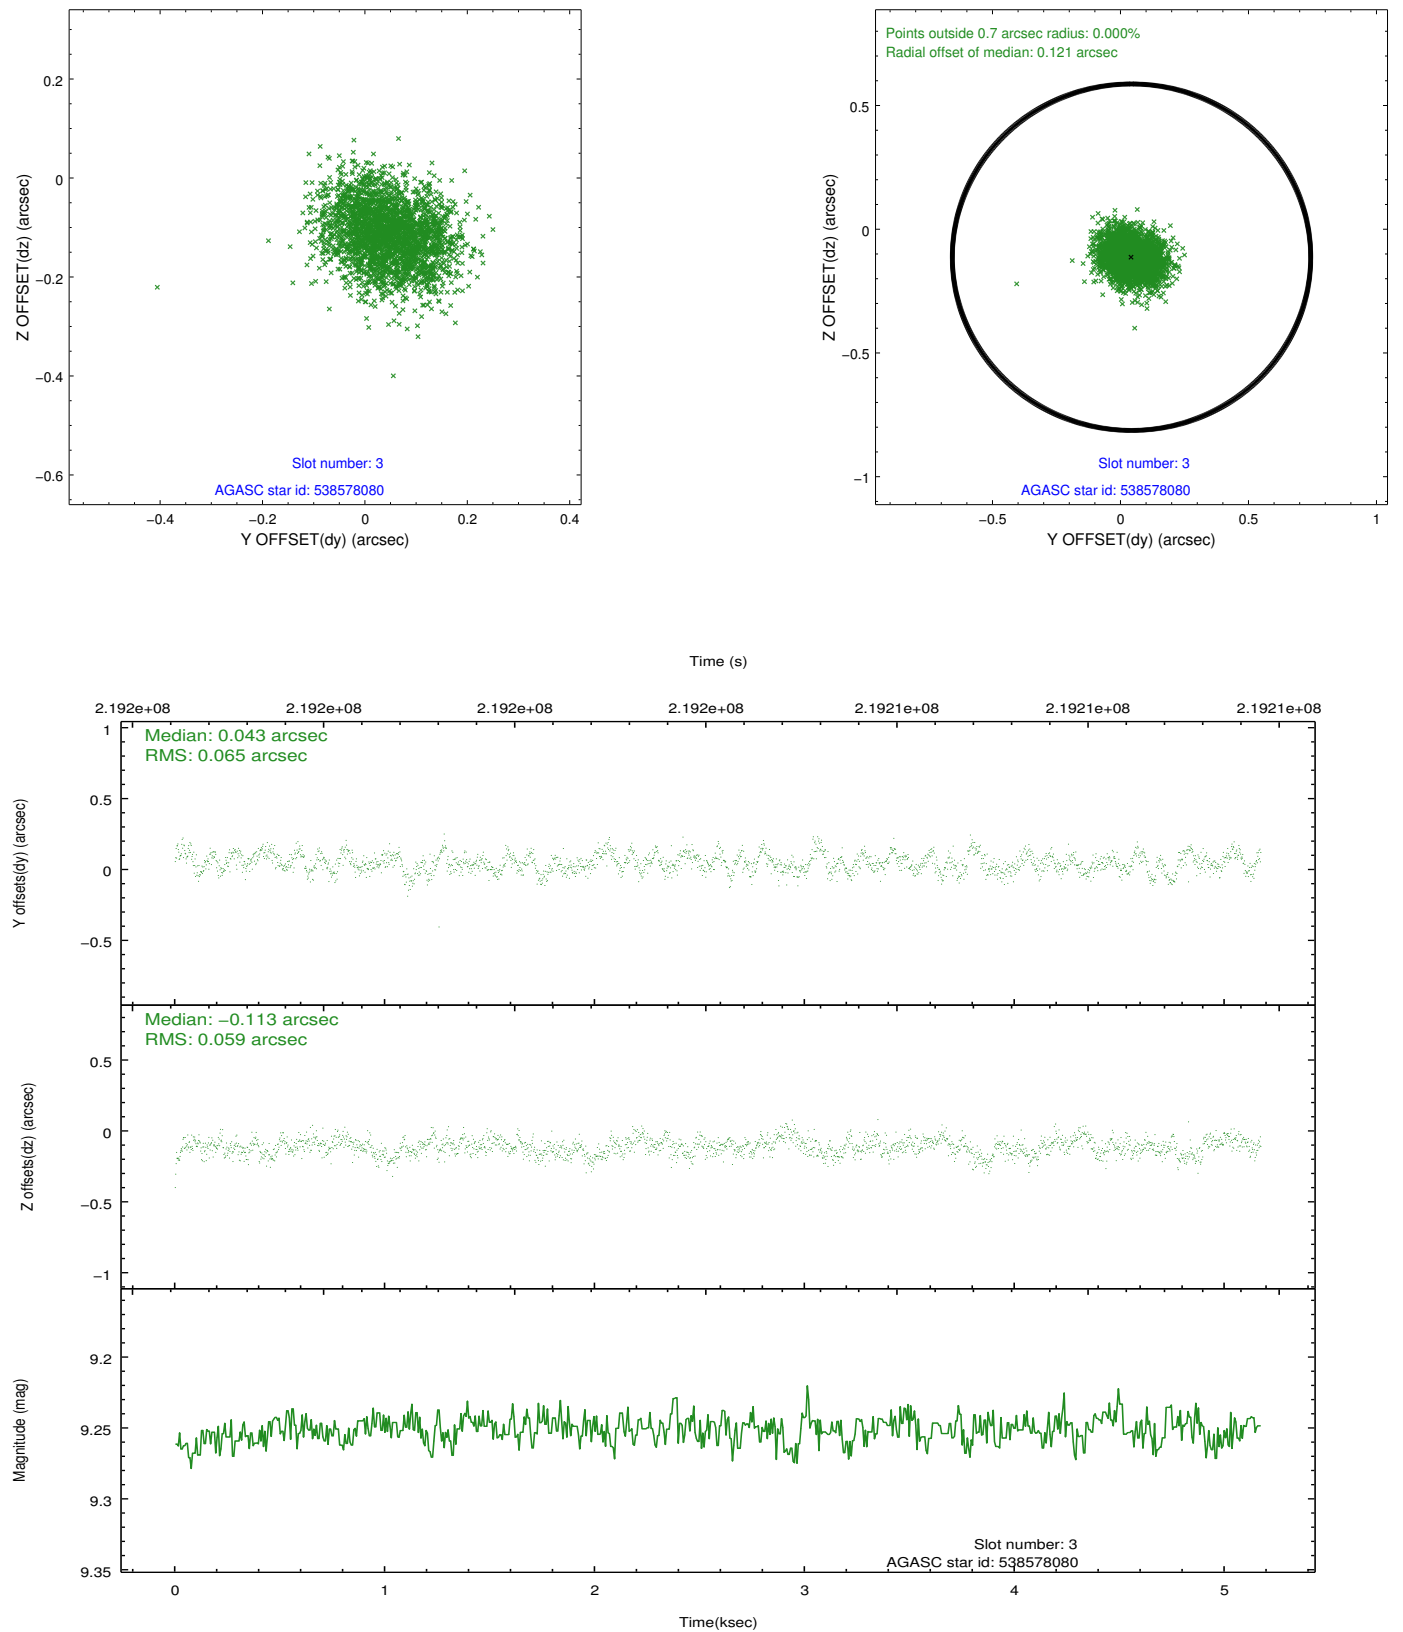 0.2
0
−0.2
−0.4
−0.6
Z OFFSET(dz) (arcsec)
Slot number: 3
AGASC star id: 538578080
−0.4
−0.2
0
0.2
0.4
Y OFFSET(dy) (arcsec)
Points outside 0.7 arcsec radius: 0.000%
Radial offset of median: 0.121 arcsec
0.5
0
−0.5
−1
Z OFFSET(dz) (arcsec)
Slot number: 3
AGASC star id: 538578080
−0.5
0
0.5
1
Y OFFSET(dy) (arcsec)
Time (s)
2.192e+08
2.192e+08
2.192e+08
2.192e+08
2.1921e+08
2.1921e+08
2.1921e+08
Median: 0.043 arcsec
RMS: 0.065 arcsec
1
0.5
0
−0.5
Y offsets(dy) (arcsec)
Median: −0.113 arcsec
RMS: 0.059 arcsec
0.5
0
−0.5
−1
Z offsets(dz) (arcsec)
9.2
9.25
9.3
9.35
Magnitude (mag)
Slot number: 3
AGASC star id: 538578080
0
1
2
3
4
5
Time(ksec)